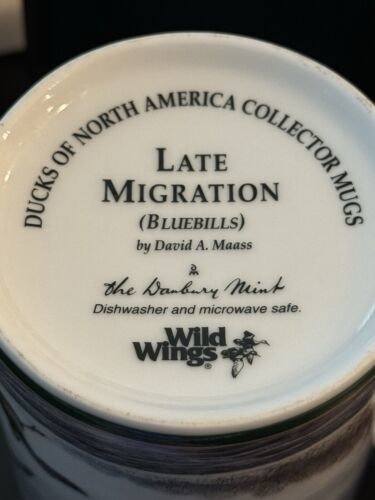 DUCKS OF NORTH AMERICA COLLECTOR MUGS
LATE
MIGRATION
(BLUEBILLS)
by David A. Maass
the Danbury Mint
Dishwasher and microwave safe.
Wild
Wings®